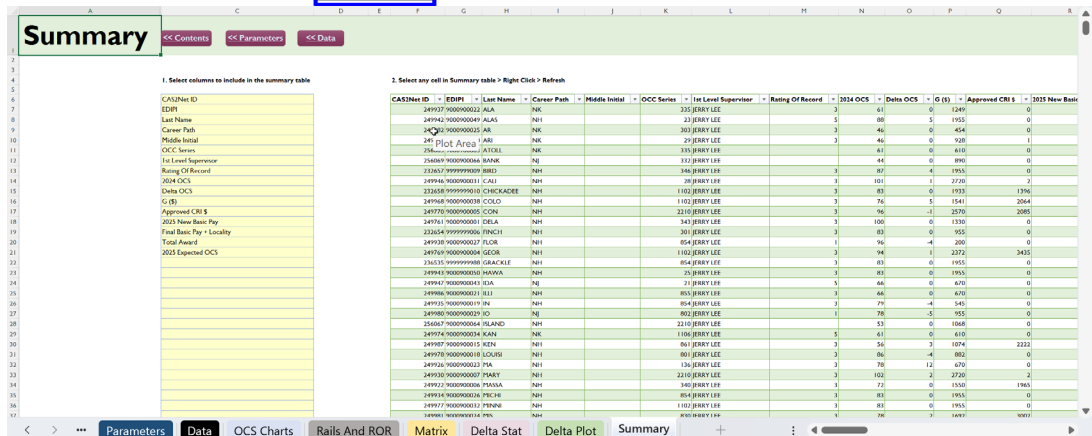 A C D E F G H I J K L M N O P Q R
Summary << Contents << Parameters << Data
1. Select columns to include in the summary table 2. Select any cell in Summary table > Right Click > Refresh
CAS2Net ID CAS2Net ID EDIPI Last Name Career Path Middle Initial OCC Series 1st Level Supervisor Rating Of Record 2024 OCS Delta OCS G ($) Approved CRI $ 2025 New Basic
EDIPI 249937 9000900022 ALA NK 335 JERRY LEE 3 61 0 1249 0
Last Name 249942 9000900049 ALAS NH 23 JERRY LEE 5 88 5 1955 0
Career Path 9000900025 AR NK 303 JERRY LEE 3 46 0 454 0
Middle Initial ARI NK 29 JERRY LEE 3 46 0 928 1
OCC Series Plot Area ATOLL NK 335 JERRY LEE 61 0 610 0
1st Level Supervisor 256069 9000900066 BANK NJ 332 JERRY LEE 44 0 890 0
Rating Of Record 232657 9999999009 BIRD NH 346 JERRY LEE 3 87 4 1955 0
2024 OCS 249946 9000900031 CALI NH 28 JERRY LEE 3 101 1 2720 2
Delta OCS 232658 9999999010 CHICKADEE NH 1102 JERRY LEE 3 83 0 1933 1396
G ($) 249968 9000900038 COLO NH 1102 JERRY LEE 3 76 5 1541 2064
Approved CRI $ 249770 9000900005 CON NH 2210 JERRY LEE 3 96 -1 2570 2085
2025 New Basic Pay 249761 9000900001 DELA NH 343 JERRY LEE 3 100 0 1330 0
Final Basic Pay + Locality 232654 9999999006 FINCH NH 301 JERRY LEE 3 83 0 955 0
Total Award 249938 9000900027 FLOR NH 854 JERRY LEE 1 96 -4 200 0
2025 Expected OCS 249769 9000900004 GEOR NH 1102 JERRY LEE 3 94 1 2372 3435
236535 9999999988 GRACKLE NH 854 JERRY LEE 3 83 0 1955 0
249943 9000900050 HAWA NK 25 JERRY LEE 3 83 0 1955 0
249947 9000900043 IDA NJ 21 JERRY LEE 5 66 0 670 0
249986 9000900021 ILLI NH 855 JERRY LEE 3 66 0 670 0
249935 9000900019 IN NH 854 JERRY LEE 3 79 -4 545 0
249980 9000900029 IO NJ 802 JERRY LEE 1 78 -5 955 0
256067 9000900064 ISLAND NH 2210 JERRY LEE 53 0 1068 0
249974 9000900034 KAN NK 1106 JERRY LEE 5 61 0 610 0
249987 9000900015 KEN NH 861 JERRY LEE 3 56 3 1074 2222
249978 9000900018 LOUISI NH 801 JERRY LEE 3 86 -4 882 0
249926 9000900023 MA NH 136 JERRY LEE 3 78 12 670 0
249930 9000900007 MARY NH 2210 JERRY LEE 3 102 2 2720 2
249922 9000900006 MASSA NH 340 JERRY LEE 3 72 0 1550 1965
249934 9000900026 MICHI NH 854 JERRY LEE 3 83 0 1955 0
249977 9000900032 MINNI NH 1102 JERRY LEE 3 83 0 1955 0
249981 9000900024 MIS NH 830 JERRY LEE 3 78 1 1692 3002
Parameters Data OCS Charts Rails And ROR Matrix Delta Stat Delta Plot Summary